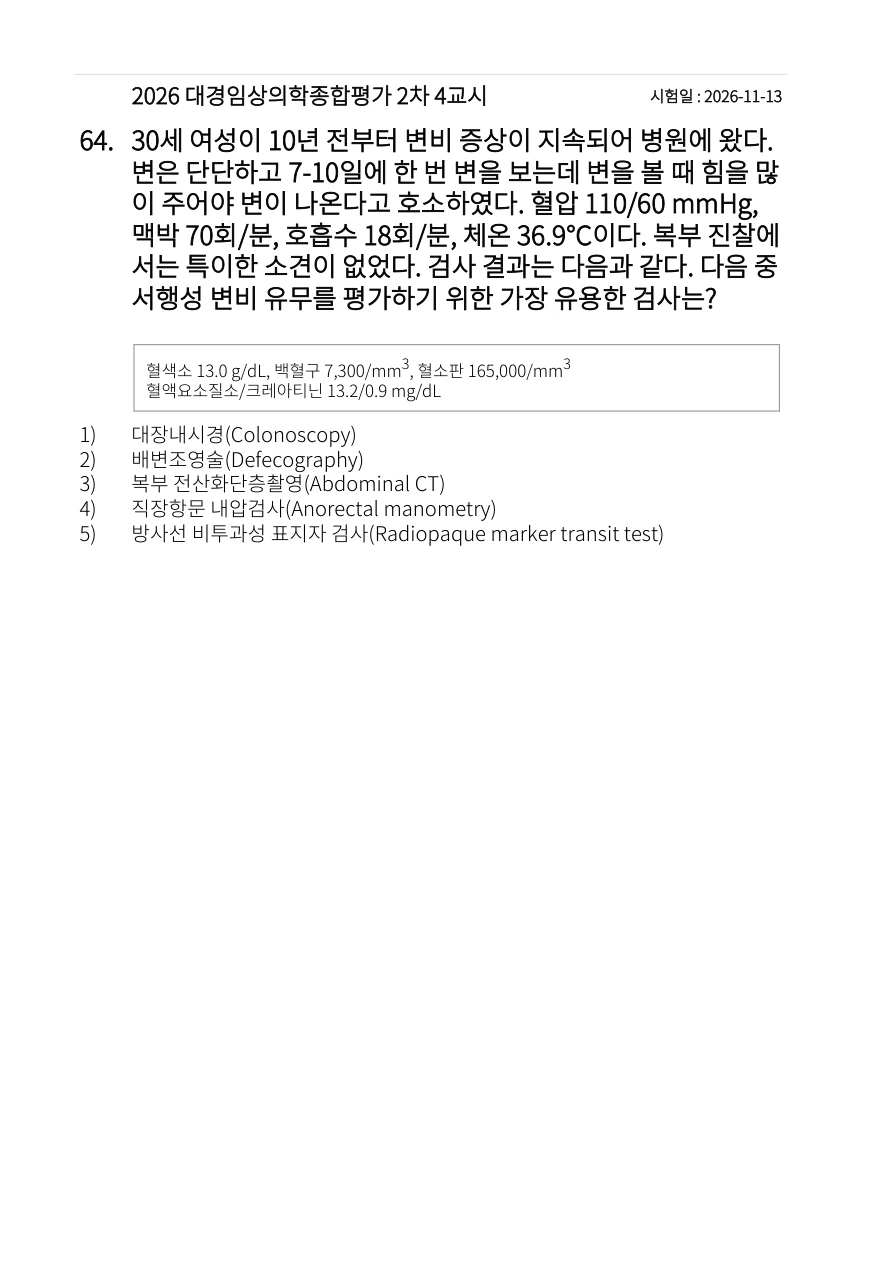 2026 대경임상의학종합평가 2차 4교시 시험일 : 2026-11-13
64. 30세 여성이 10년 전부터 변비 증상이 지속되어 병원에 왔다.
변은 단단하고 7-10일에 한 번 변을 보는데 변을 볼 때 힘을 많
이 주어야 변이 나온다고 호소하였다. 혈압 110/60 mmHg,
맥박 70회/분, 호흡수 18회/분, 체온 36.9℃이다. 복부 진찰에
서는 특이한 소견이 없었다. 검사 결과는 다음과 같다. 다음 중
서행성 변비 유무를 평가하기 위한 가장 유용한 검사는?
혈색소 13.0 g/dL, 백혈구 7,300/mm³, 혈소판 165,000/mm³
혈액요소질소/크레아티닌 13.2/0.9 mg/dL
1) 대장내시경(Colonoscopy)
2) 배변조영술(Defecography)
3) 복부 전산화단층촬영(Abdominal CT)
4) 직장항문 내압검사(Anorectal manometry)
5) 방사선 비투과성 표지자 검사(Radiopaque marker transit test)